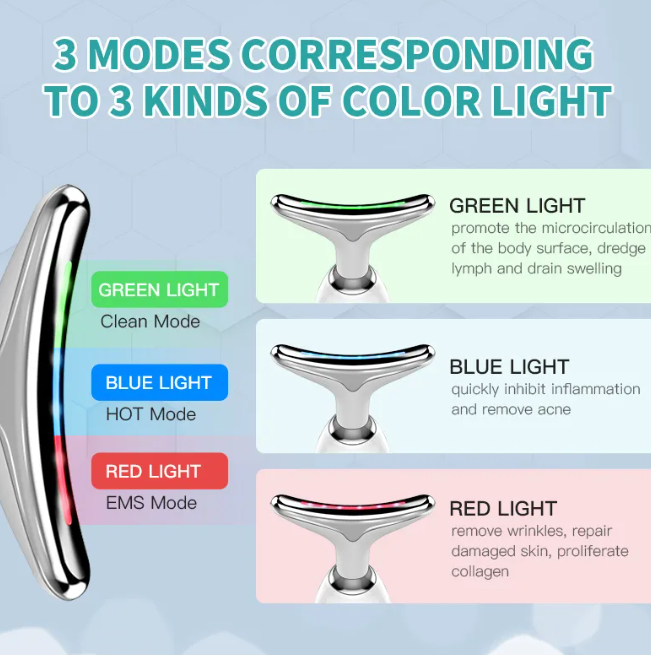 3 MODES CORRESPONDING
TO 3 KINDS OF COLOR LIGHT
GREEN LIGHT
Clean Mode
BLUE LIGHT
HOT Mode
RED LIGHT
EMS Mode
GREEN LIGHT
promote the microcirculation
of the body surface, dredge
lymph and drain swelling
BLUE LIGHT
quickly inhibit inflammation
and remove acne
RED LIGHT
remove wrinkles, repair
damaged skin, proliferate
collagen